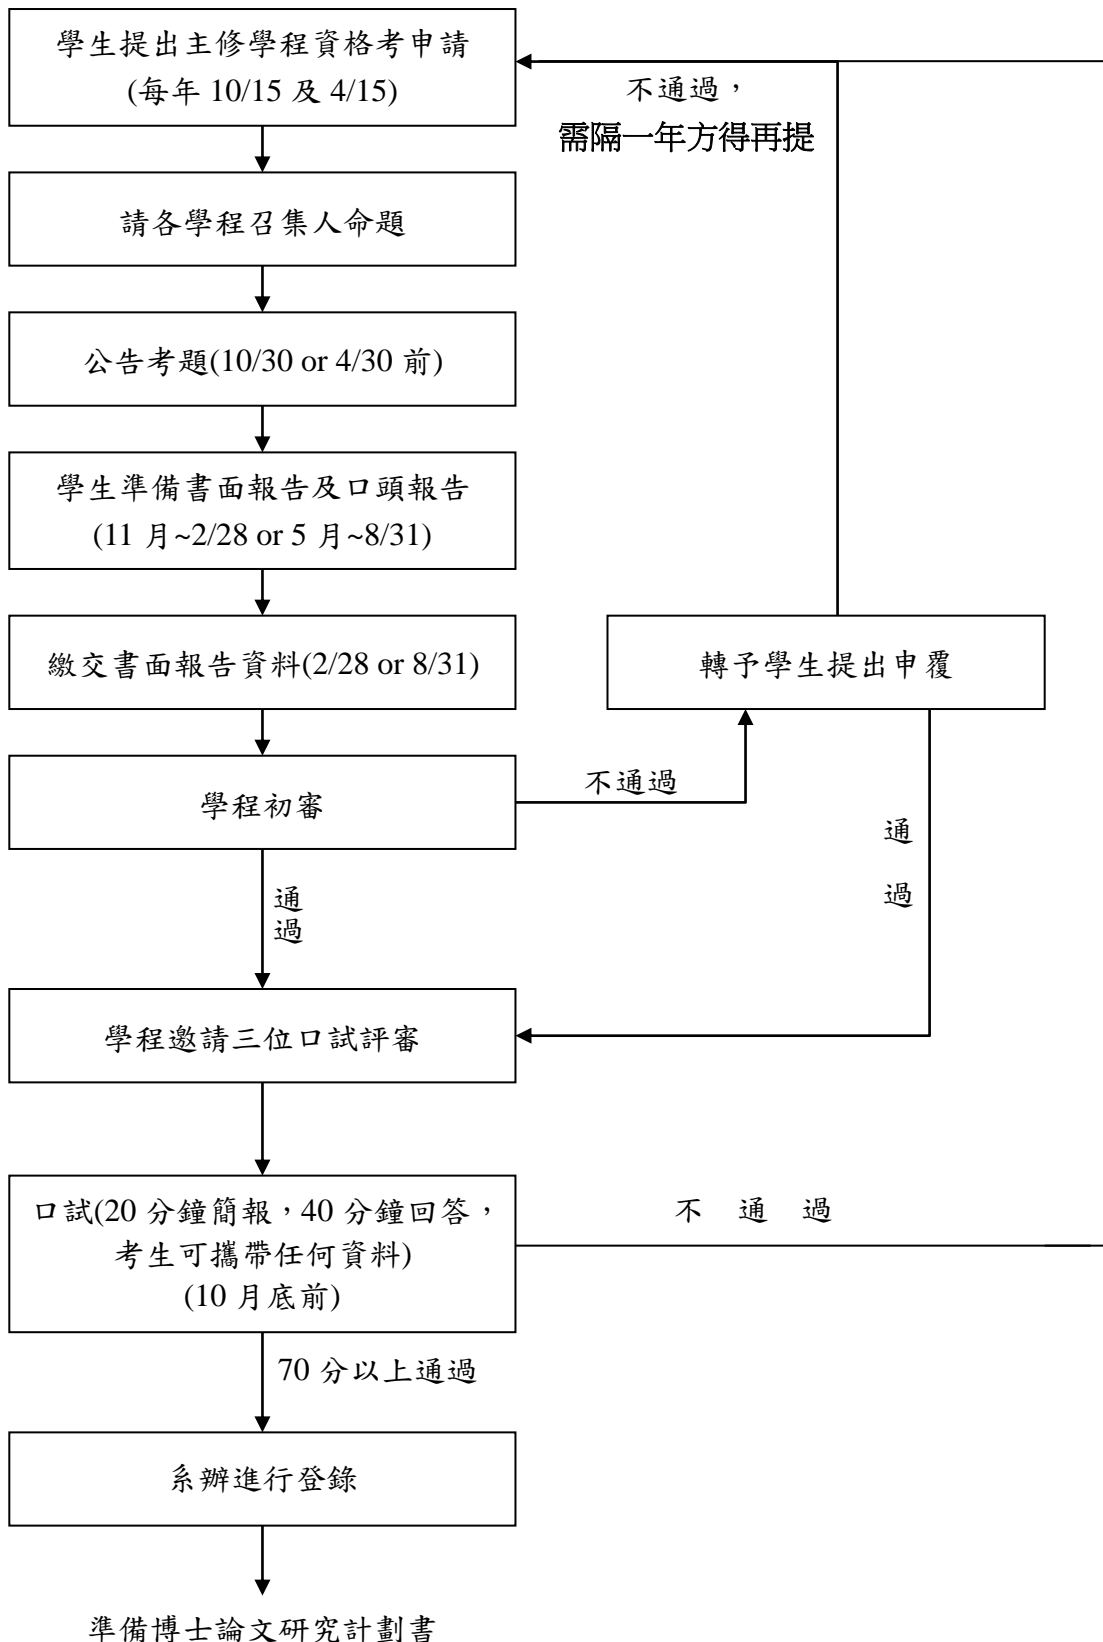 學生提出主修學程資格考申請
(每年 10/15 及 4/15)
不通過，
需隔一年方得再提
請各學程召集人命題
公告考題(10/30 or 4/30 前)
學生準備書面報告及口頭報告
(11 月~2/28 or 5 月~8/31)
繳交書面報告資料(2/28 or 8/31)
轉予學生提出申覆
學程初審
不通過
通
過
通
過
學程邀請三位口試評審
口試(20 分鐘簡報，40 分鐘回答，
考生可攜帶任何資料)
(10 月底前)
不 通 過
70 分以上通過
系辦進行登錄
準備博士論文研究計劃書